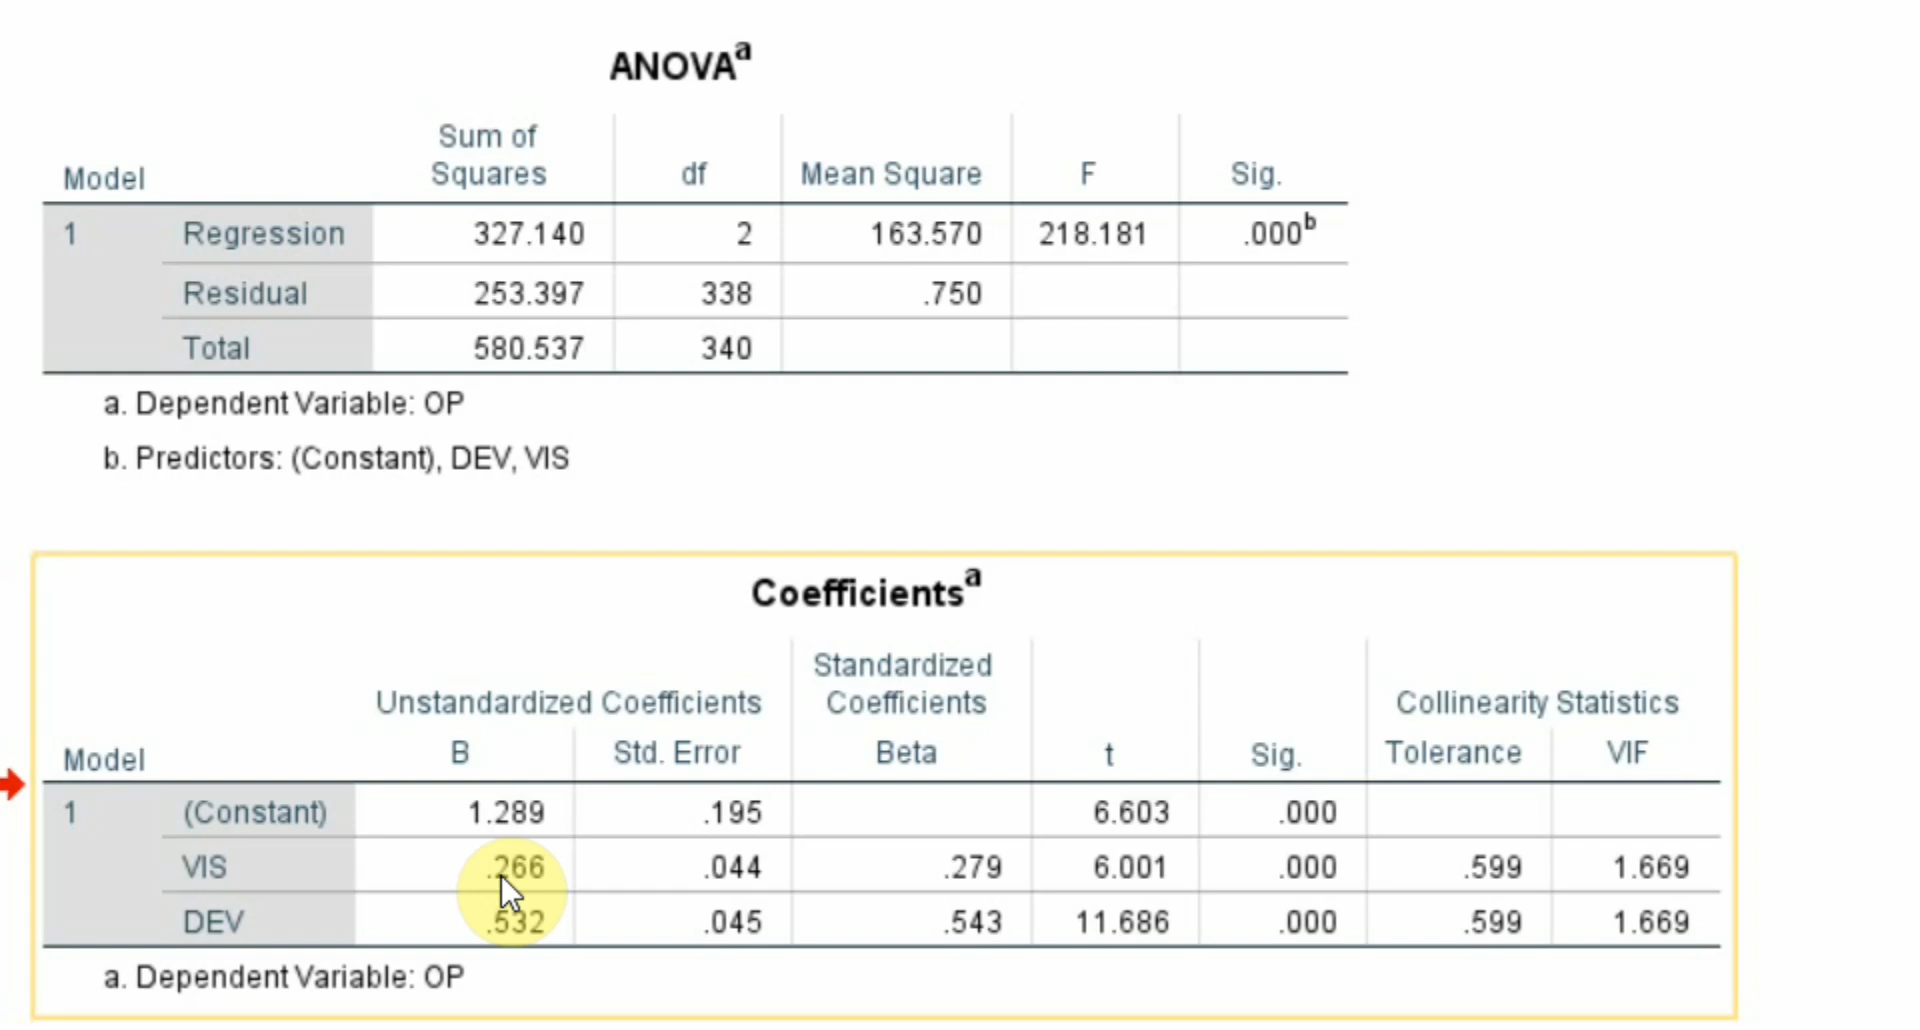 ANOVAa
Sum of
Squares
Model df Mean Square F Sig.
1 Regression 327.140 2 163.570 218.181 .000b
Residual 253.397 338 .750
Total 580.537 340
a. Dependent Variable: OP
b. Predictors: (Constant), DEV, VIS
Coefficientsa
Standardized
Unstandardized Coefficients Coefficients Collinearity Statistics
Model B Std. Error Beta t Sig. Tolerance VIF
1 (Constant) 1.289 .195 6.603 .000
VIS .266 .044 .279 6.001 .000 .599 1.669
DEV .532 .045 .543 11.686 .000 .599 1.669
a. Dependent Variable: OP